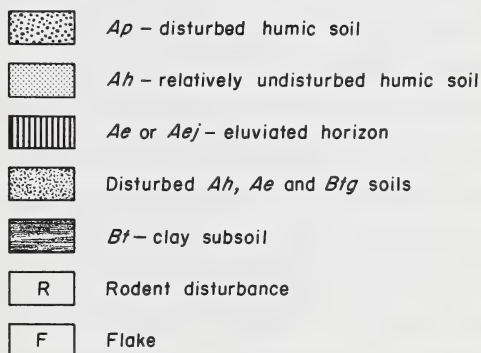 Ap – disturbed humic soil
Ah – relatively undisturbed humic soil
Ae or Aej – eluviated horizon
Disturbed Ah, Ae and Btg soils
Bt – clay subsoil
R Rodent disturbance
F Flake